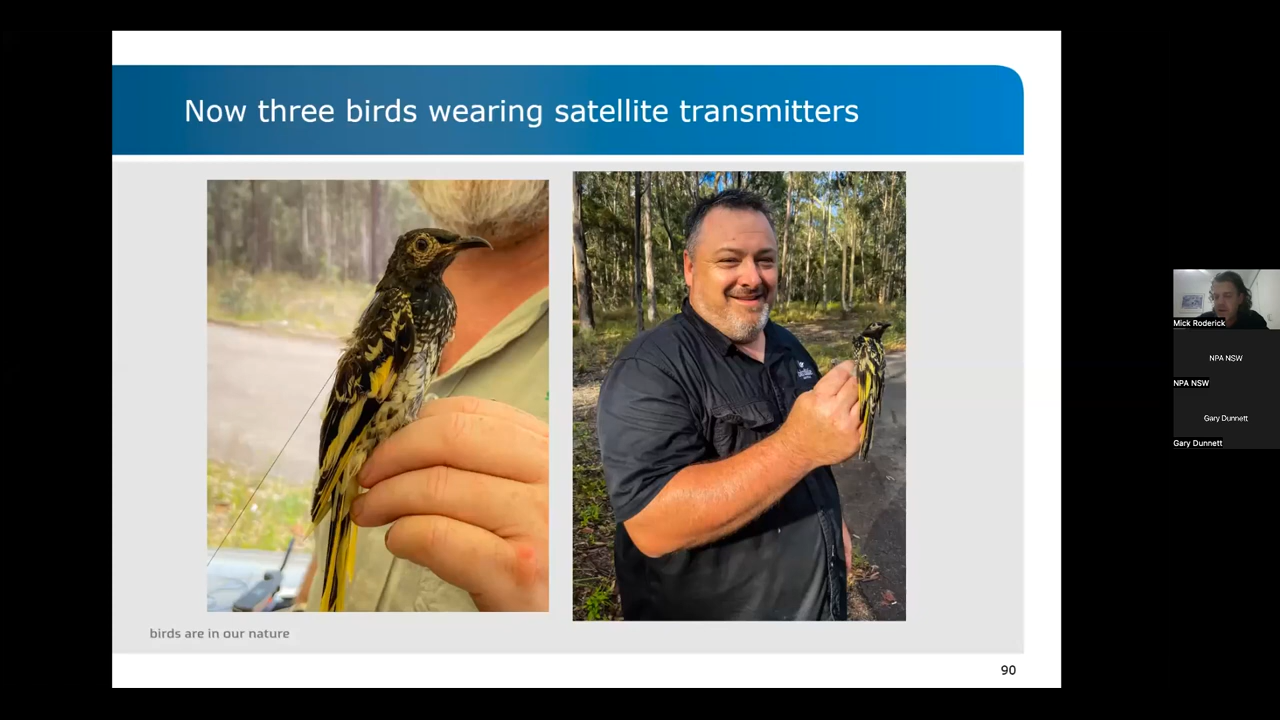 Now three birds wearing satellite transmitters
birds are in our nature
90
Mick Roderick
NPA NSW
NPA NSW
Gary Dunnett
Gary Dunnett